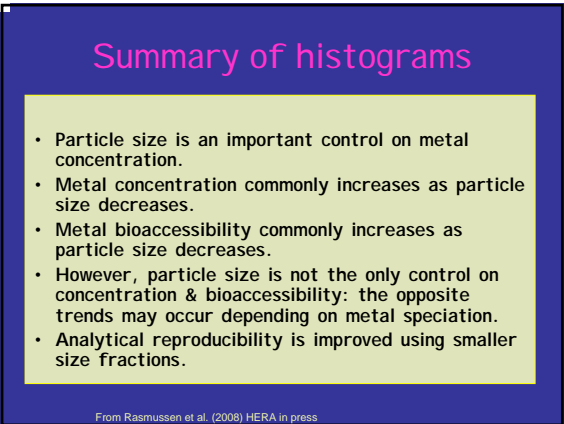 Summary of histograms
• Particle size is an important control on metal
concentration.
• Metal concentration commonly increases as particle
size decreases.
• Metal bioaccessibility commonly increases as
particle size decreases.
• However, particle size is not the only control on
concentration & bioaccessibility: the opposite
trends may occur depending on metal speciation.
• Analytical reproducibility is improved using smaller
size fractions.
From Rasmussen et al. (2008) HERA in press